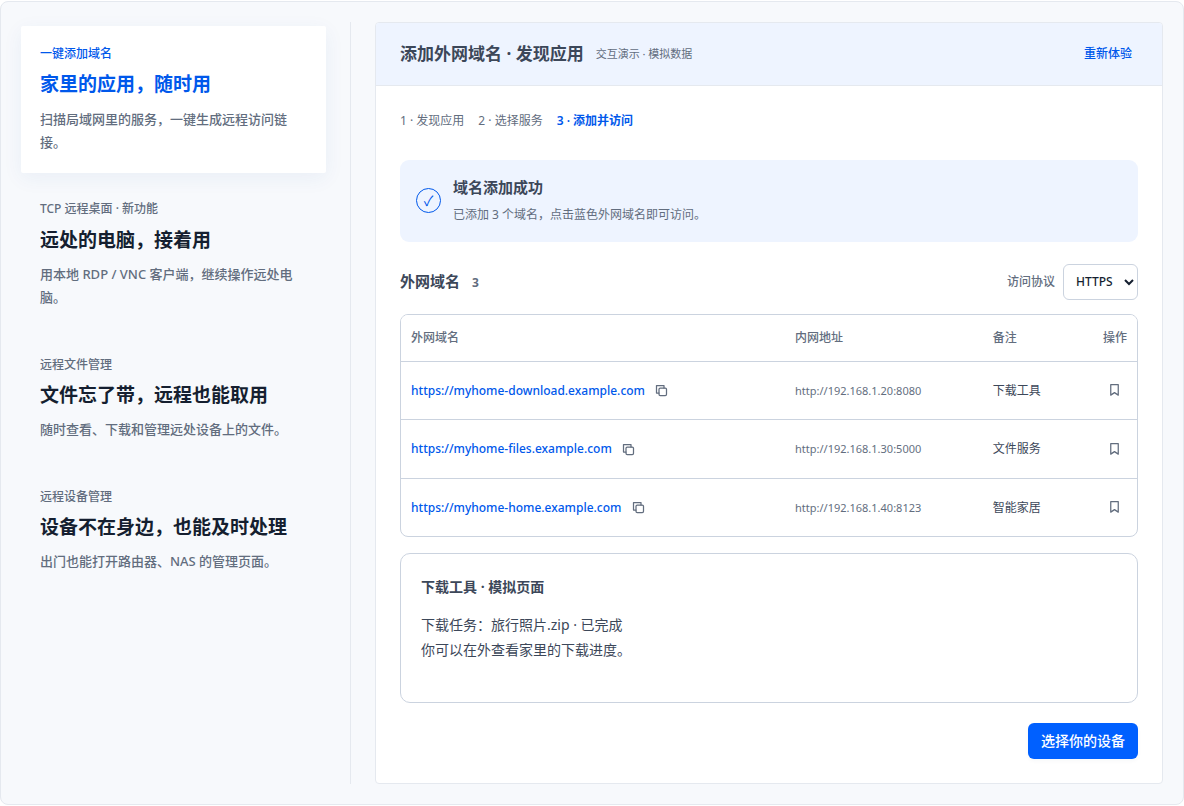 一键添加域名
家里的应用，随时用
扫描局域网里的服务，一键生成远程访问链
接。
TCP 远程桌面 · 新功能
远处的电脑，接着用
用本地 RDP / VNC 客户端，继续操作远处电
脑。
远程文件管理
文件忘了带，远程也能取用
随时查看、下载和管理远处设备上的文件。
远程设备管理
设备不在身边，也能及时处理
出门也能打开路由器、NAS 的管理页面。
添加外网域名 · 发现应用 交互演示 · 模拟数据 重新体验
1 · 发现应用 2 · 选择服务 3 · 添加并访问
域名添加成功
已添加 3 个域名，点击蓝色外网域名即可访问。
外网域名 3 访问协议 HTTPS
外网域名 内网地址 备注 操作
https://myhome-download.example.com http://192.168.1.20:8080 下载工具
https://myhome-files.example.com http://192.168.1.30:5000 文件服务
https://myhome-home.example.com http://192.168.1.40:8123 智能家居
下载工具 · 模拟页面
下载任务：旅行照片.zip · 已完成
你可以在外查看家里的下载进度。
选择你的设备